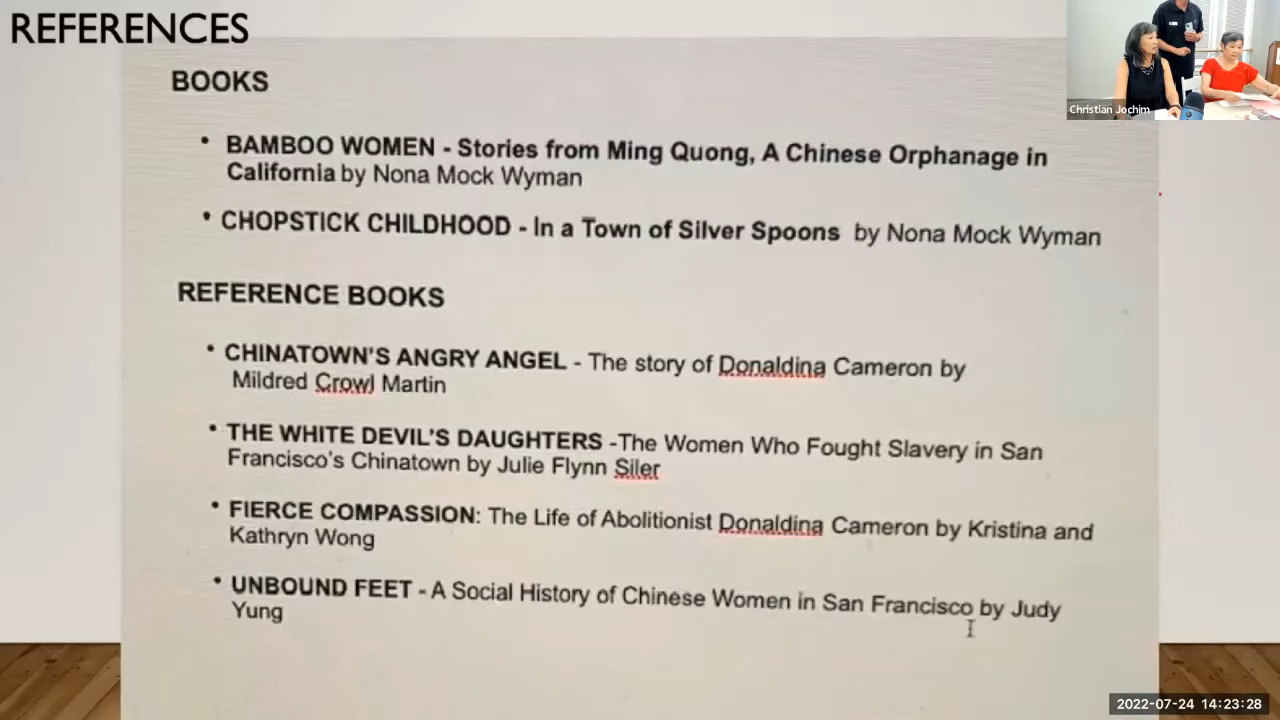 REFERENCES
BOOKS
• BAMBOO WOMEN - Stories from Ming Quong, A Chinese Orphanage in
California by Nona Mock Wyman
• CHOPSTICK CHILDHOOD - In a Town of Silver Spoons by Nona Mock Wyman
REFERENCE BOOKS
• CHINATOWN'S ANGRY ANGEL - The story of Donaldina Cameron by
Mildred Crowl Martin
• THE WHITE DEVIL'S DAUGHTERS -The Women Who Fought Slavery in San
Francisco's Chinatown by Julie Flynn Siler
• FIERCE COMPASSION: The Life of Abolitionist Donaldina Cameron by Kristina and
Kathryn Wong
• UNBOUND FEET - A Social History of Chinese Women in San Francisco by Judy
Yung
Christian Jochim
2022-07-24 14:23:28